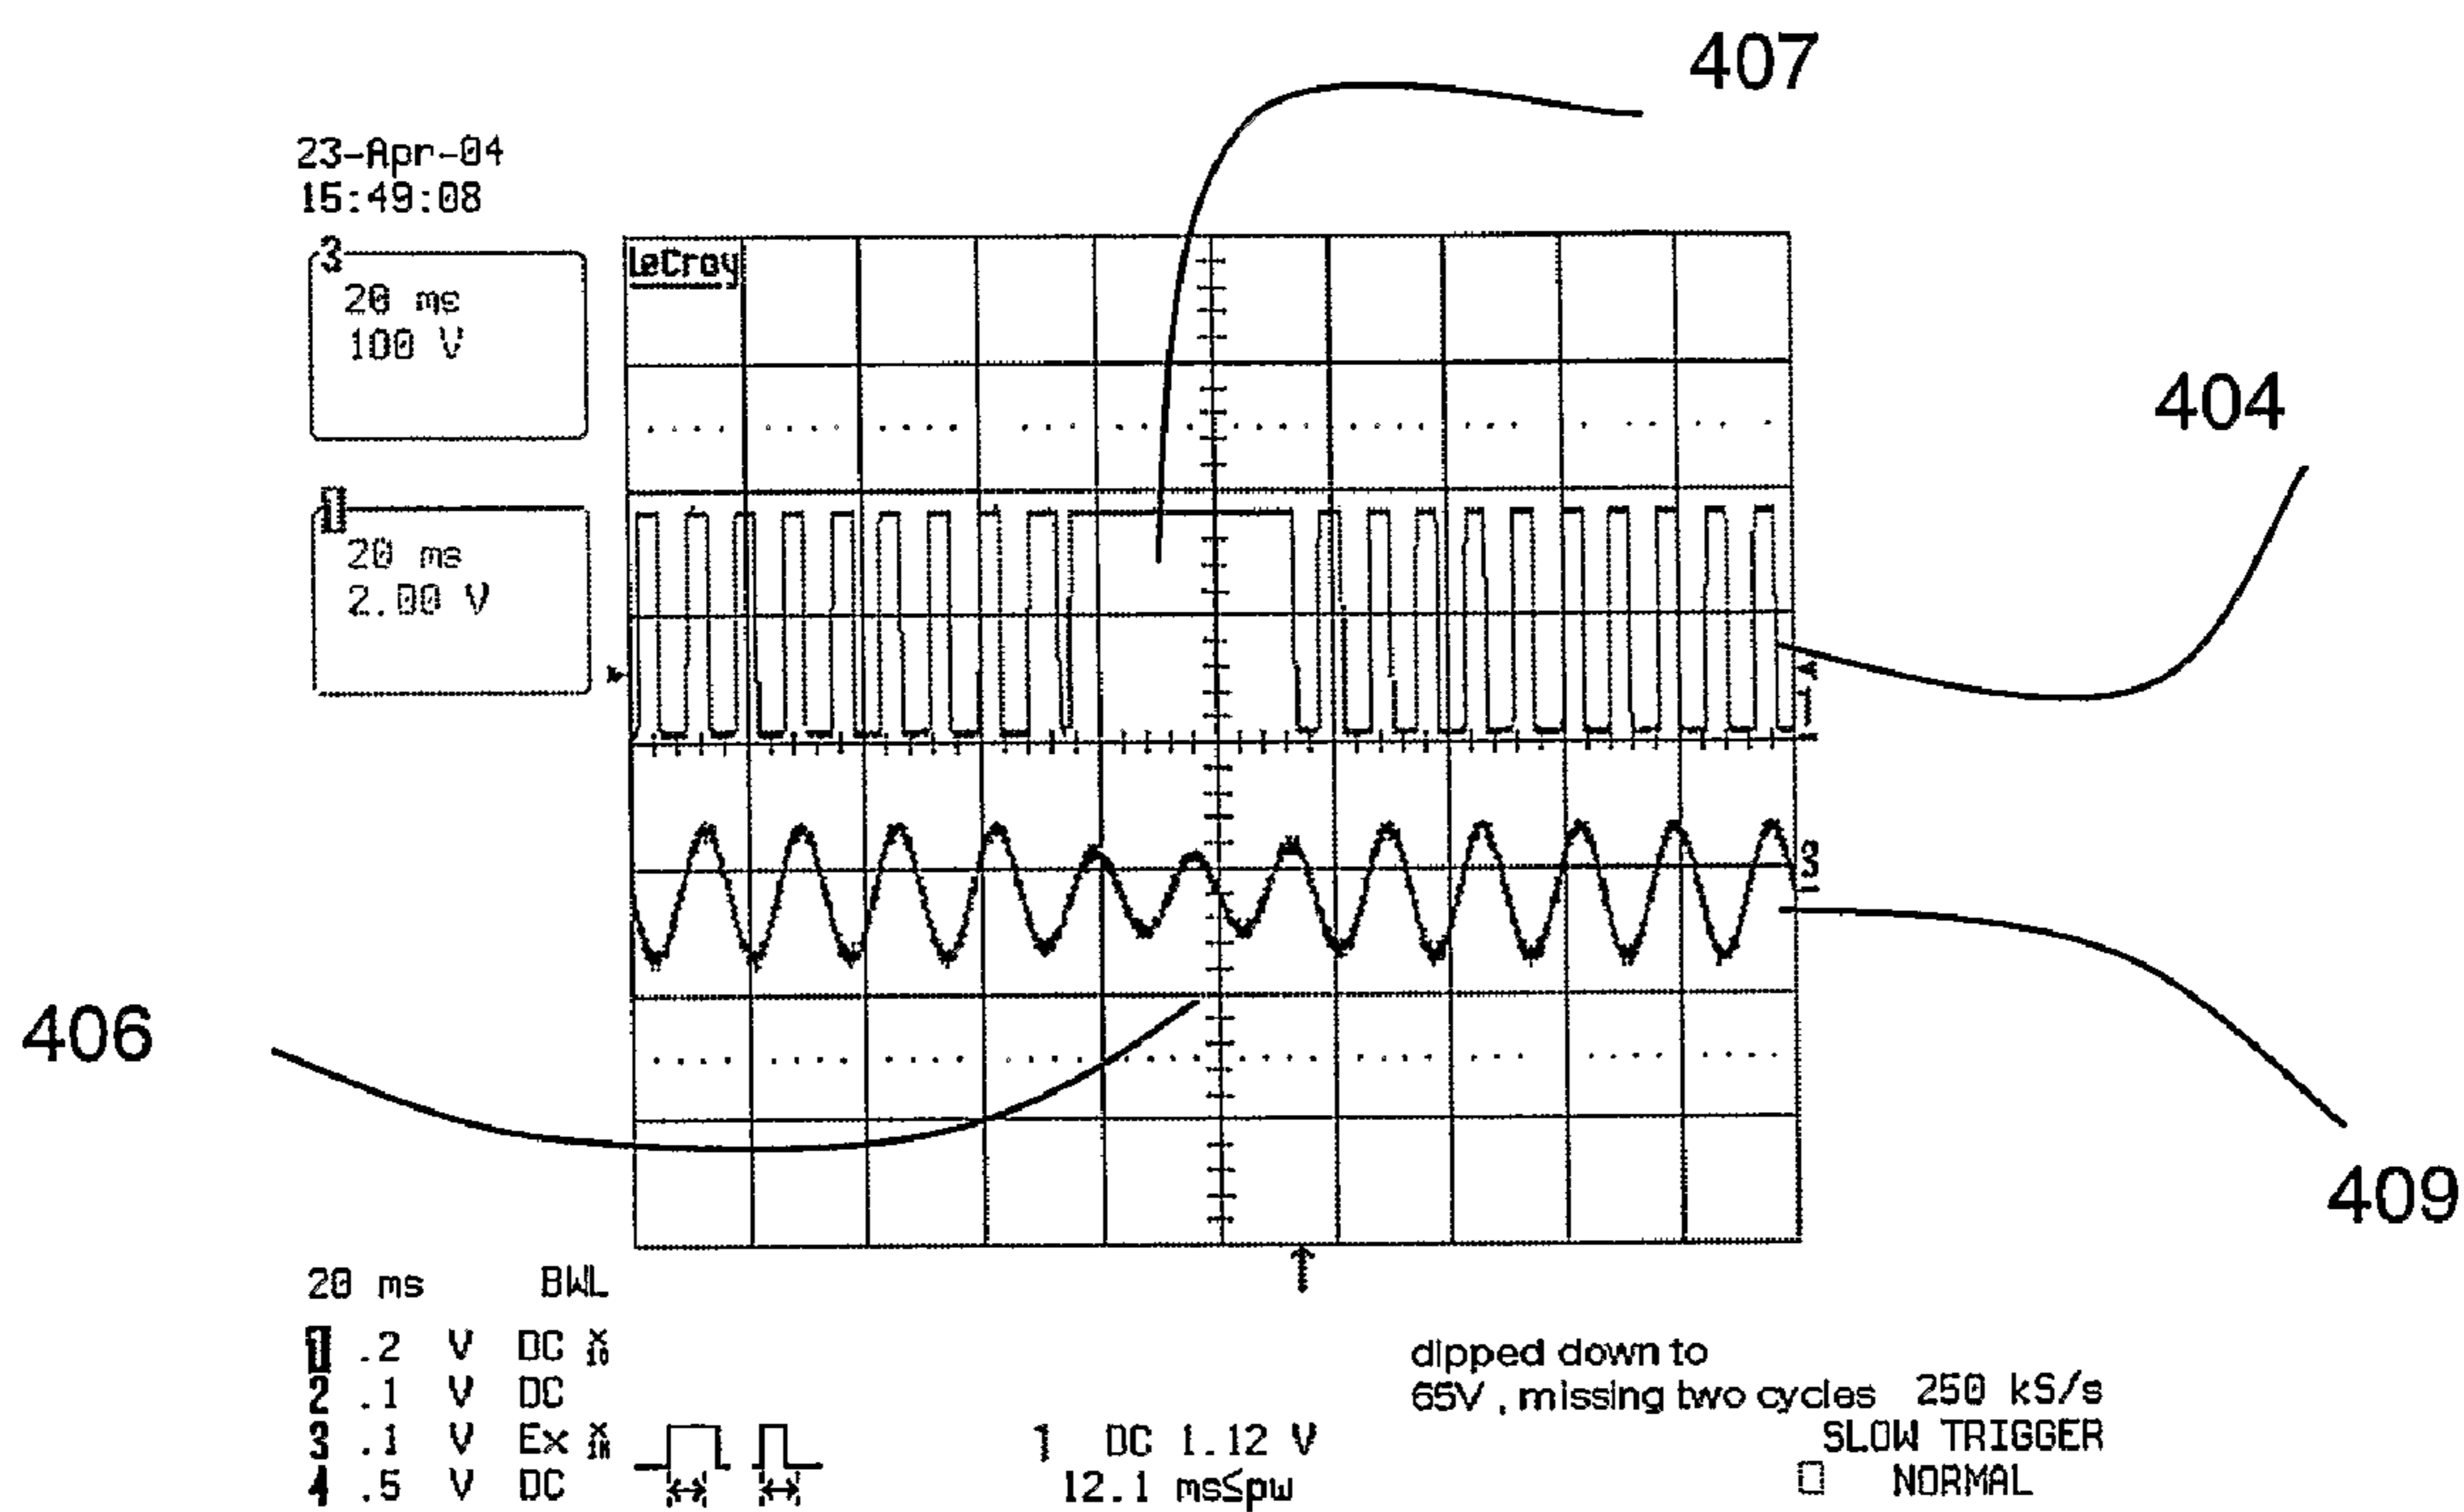 407
23-Apr-04
15:49:08
LeCroy
3
20 ms
100 V
404
1
20 ms
2.00 V
3
406
409
20 ms BWL
1 .2 V DC X10
2 .1 V DC
3 .1 V Ex
4 .5 V DC
1 DC 1.12 V
12.1 ms≤pw
dipped down to
65V, missing two cycles 250 kS/s
SLOW TRIGGER
NORMAL